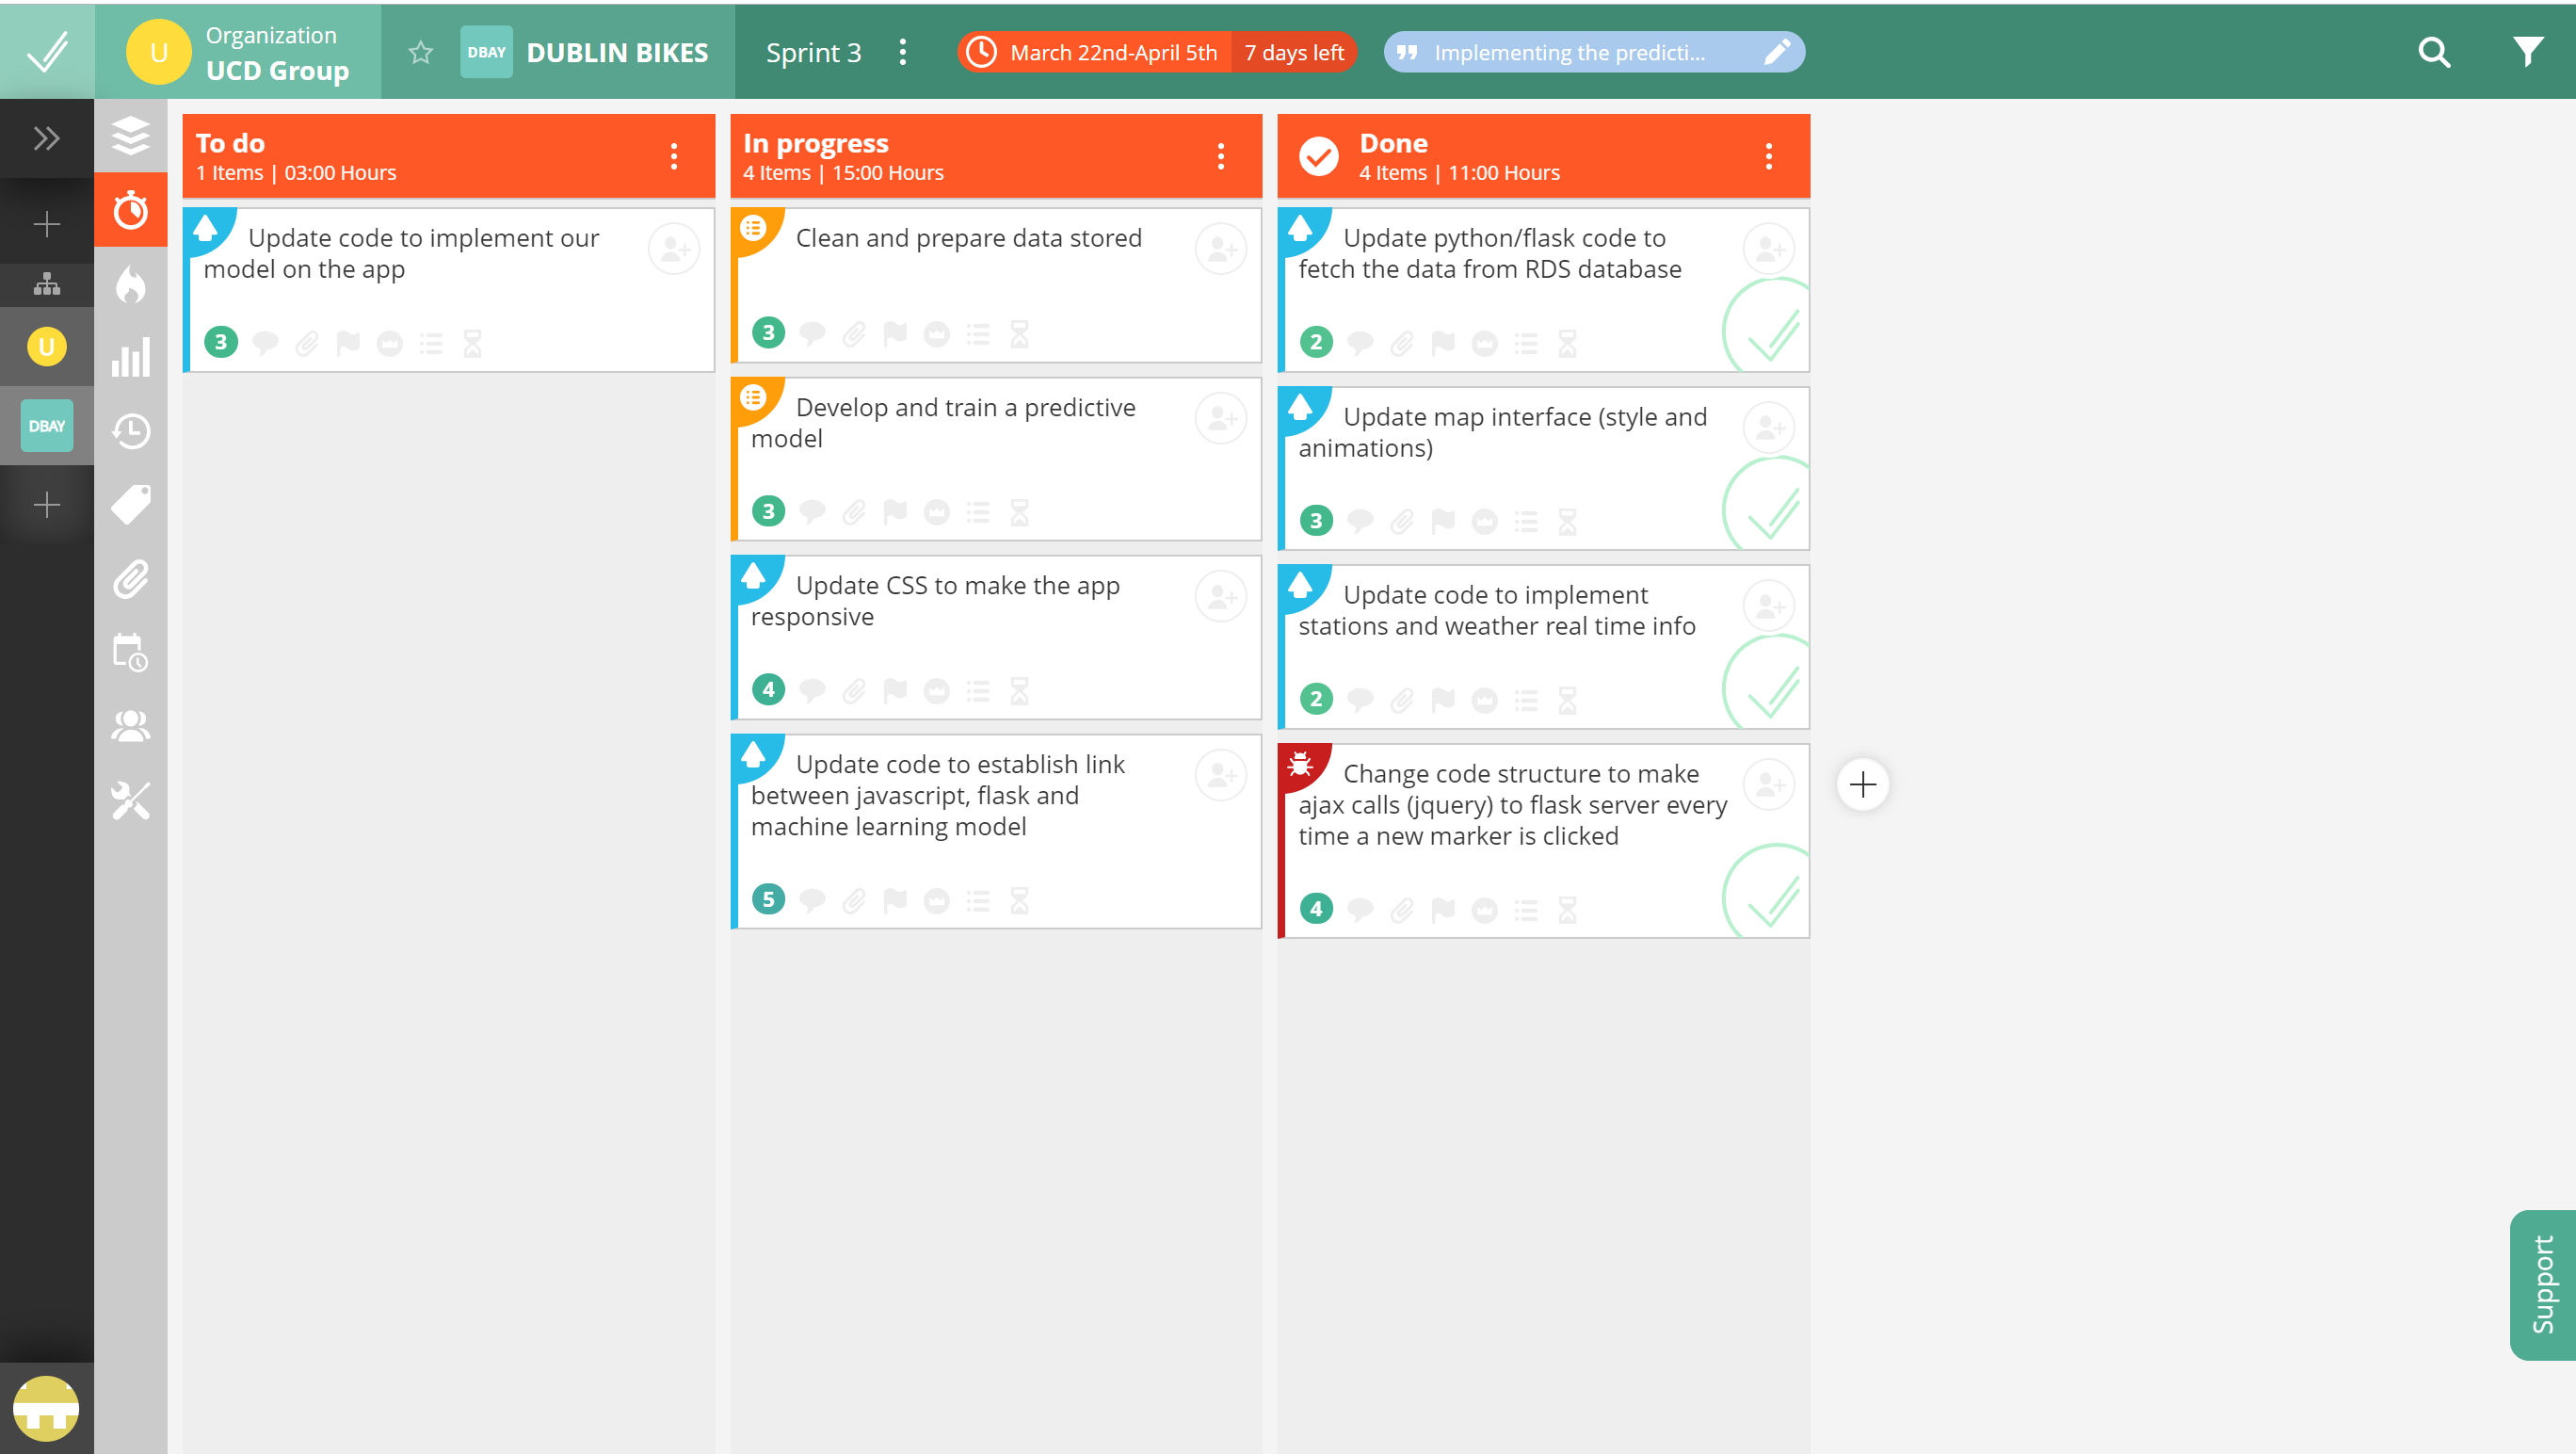 U
Organization
UCD Group
DBAY
DUBLIN BIKES
Sprint 3
March 22nd-April 5th
7 days left
Implementing the predicti...
U
DBAY
To do
1 Items | 03:00 Hours
Update code to implement our
model on the app
3
In progress
4 Items | 15:00 Hours
Clean and prepare data stored
3
Develop and train a predictive
model
3
Update CSS to make the app
responsive
4
Update code to establish link
between javascript, flask and
machine learning model
5
Done
4 Items | 11:00 Hours
Update python/flask code to
fetch the data from RDS database
2
Update map interface (style and
animations)
3
Update code to implement
stations and weather real time info
2
Change code structure to make
ajax calls (jquery) to flask server every
time a new marker is clicked
4
Support